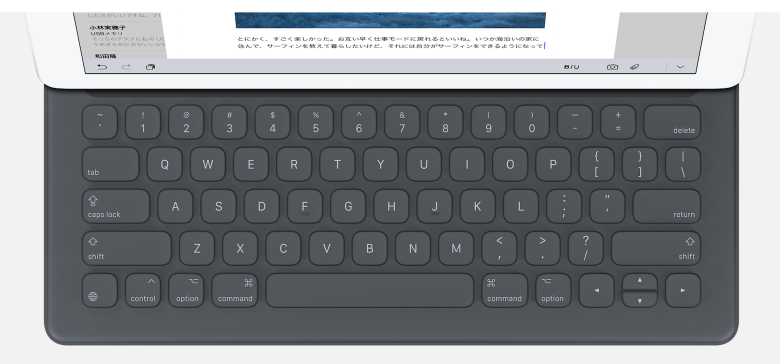 USBメモリ
和田隆
とにかく、すごく楽しかった。お互い早く仕事モードに戻れるといいね。いつか海沿いの家に
住んで、サーフィンを教えて暮らしたいけど、それには自分がサーフィンをできるようになって
B/U
~ ! @ # $ % ^ & * ( ) — +
` 1 2 3 4 5 6 7 8 9 0 - = delete
tab Q W E R T Y U I O P { [ } ] | \
caps lock A S D F G H J K L : ; " ' return
shift Z X C V B N M < , > . ? / shift
control option command command option